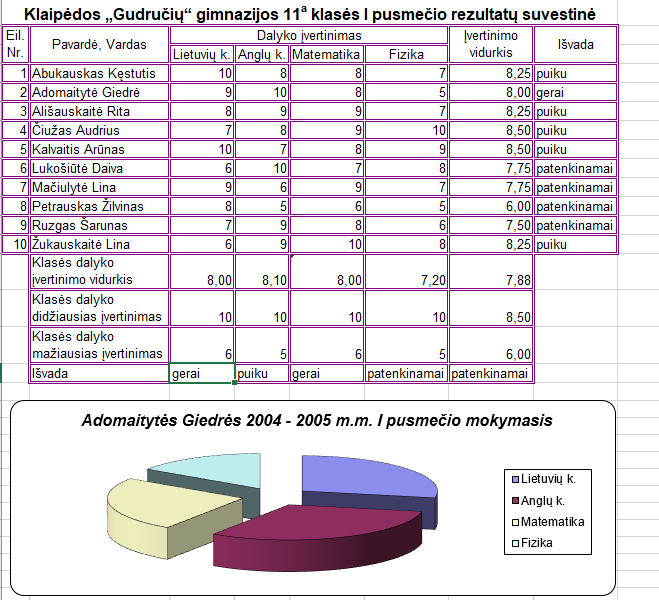 Klaipėdos „Gudručių“ gimnazijos 11ª klasės I pusmečio rezultatų suvestinė
Eil. Nr. Pavardė, Vardas Dalyko įvertinimas Įvertinimo vidurkis Išvada
Lietuvių k. Anglų k. Matematika Fizika
1 Abukauskas Kęstutis 10 8 8 7 8,25 puiku
2 Adomaitytė Giedrė 9 10 8 5 8,00 gerai
3 Ališauskaitė Rita 8 9 9 7 8,25 puiku
4 Čiužas Audrius 7 8 9 10 8,50 puiku
5 Kalvaitis Arūnas 10 7 8 9 8,50 puiku
6 Lukošiūtė Daiva 6 10 7 8 7,75 patenkinamai
7 Mačiulytė Lina 9 6 9 7 7,75 patenkinamai
8 Petrauskas Žilvinas 8 5 6 5 6,00 patenkinamai
9 Ruzgas Šarunas 7 9 8 6 7,50 patenkinamai
10 Žukauskaitė Lina 6 9 10 8 8,25 puiku
Klasės dalyko
įvertinimo vidurkis 8,00 8,10 8,00 7,20 7,88
Klasės dalyko
didžiausias įvertinimas 10 10 10 10 8,50
Klasės dalyko
mažiausias įvertinimas 6 5 6 5 6,00
Išvada gerai puiku gerai patenkinamai patenkinamai
Adomaitytės Giedrės 2004 - 2005 m.m. I pusmečio mokymasis
Lietuvių k.
Anglų k.
Matematika
Fizika